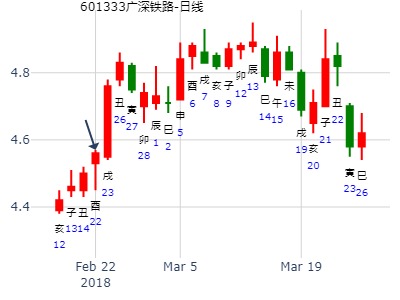 601333广深铁路-日线
4.8
4.6
4.4
亥
12
子
13
丑
14
酉
22
戌
23
丑
26
寅
27
卯
28
辰
1
巳
2
申
5
酉
6
戌
7
亥
8
子
9
卯
12
辰
13
巳
14
午
15
未
16
戌
19
亥
20
子
21
丑
22
寅
23
巳
26
Feb 22
2018
Mar 5
Mar 19